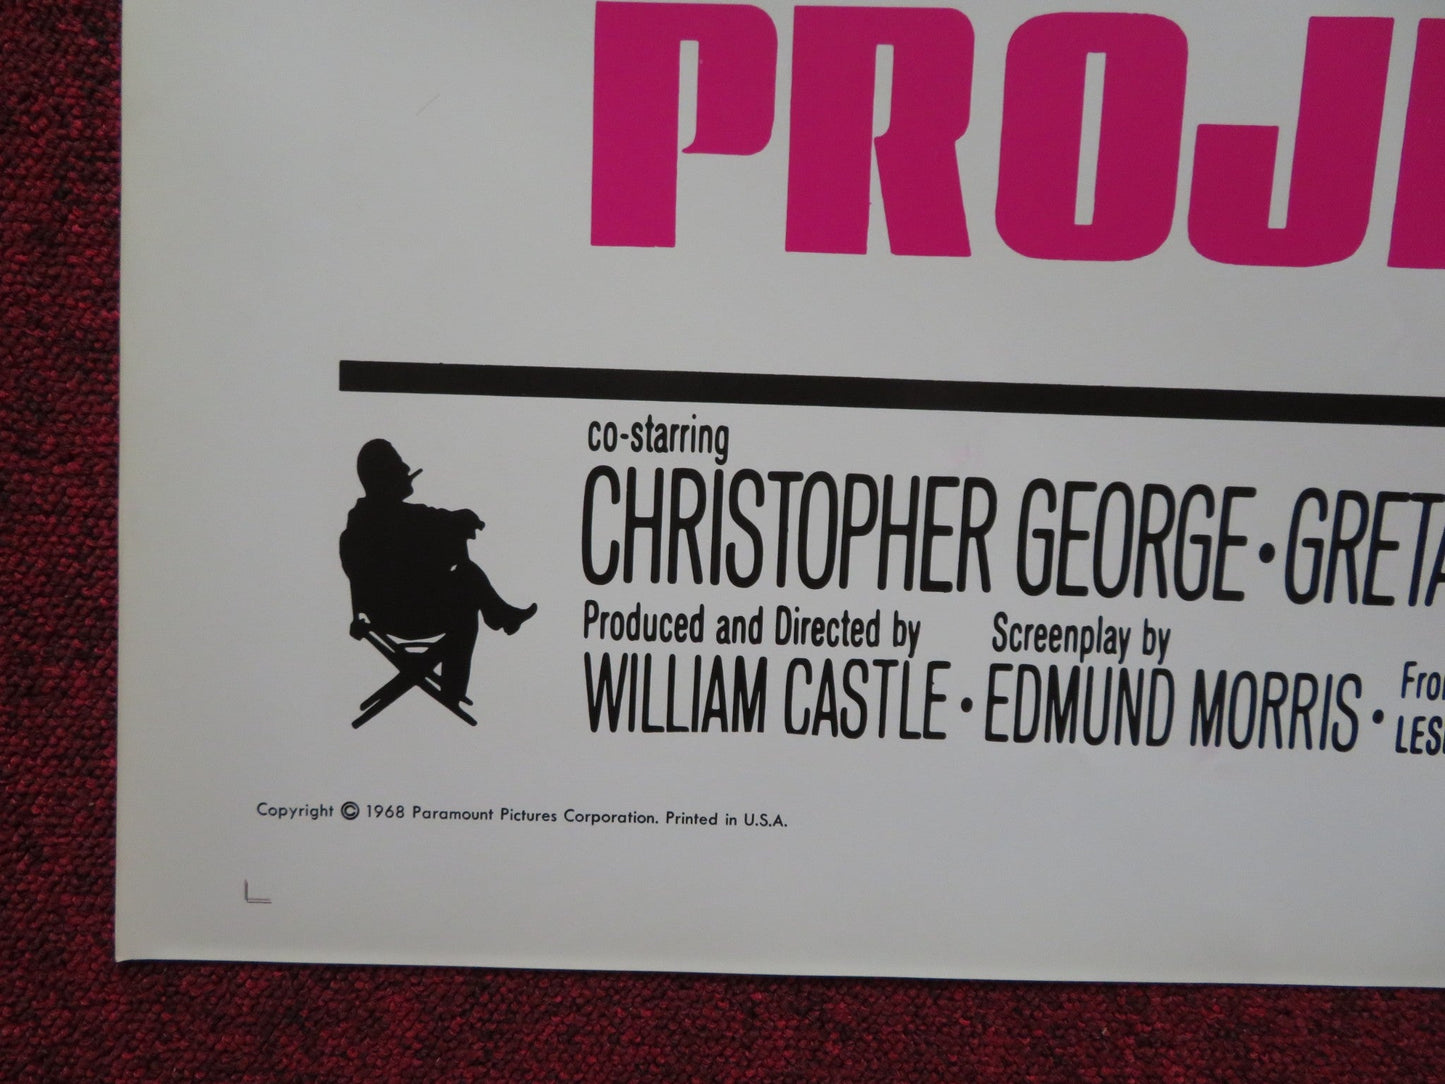 PROJ
co-starring
CHRISTOPHER GEORGE • GRETA
Produced and Directed by Screenplay by
WILLIAM CASTLE • EDMUND MORRIS •
Copyright © 1968 Paramount Pictures Corporation. Printed in U.S.A.